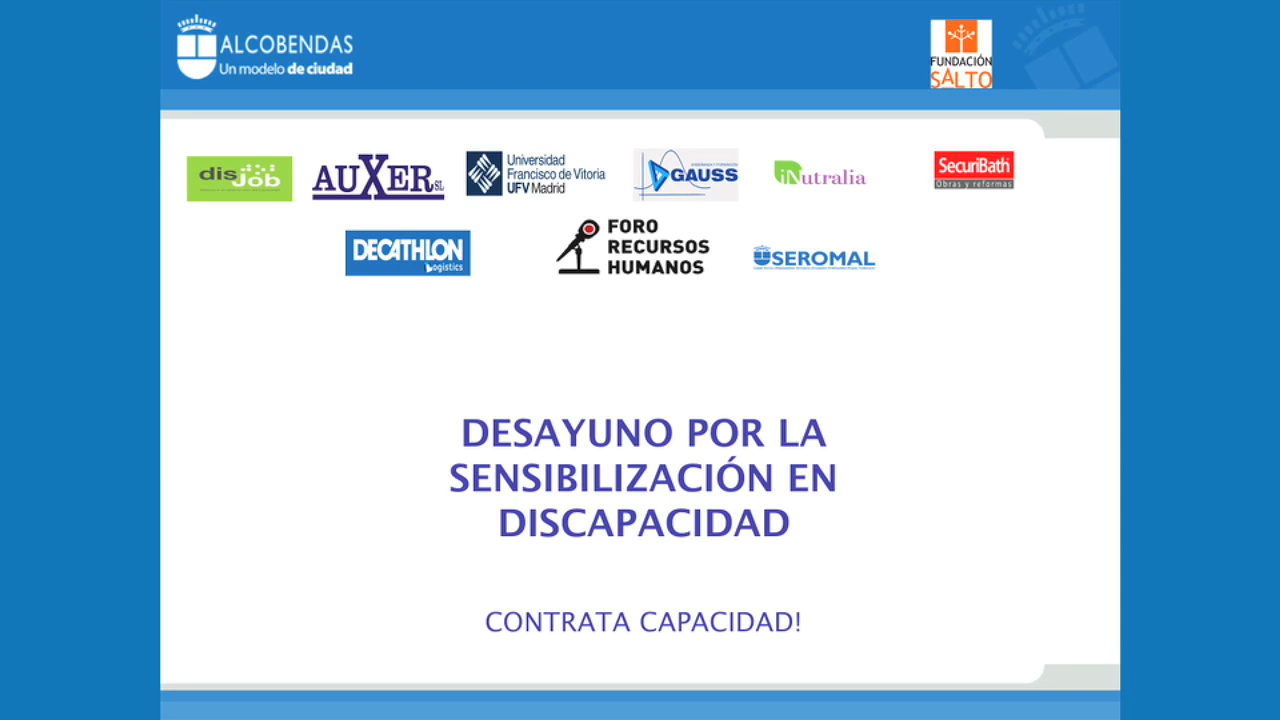 ALCOBENDAS
Un modelo de ciudad
FUNDACIÓN
SALTO
disJob
AUXER SL
Universidad
Francisco de Vitoria
UFV Madrid
GAUSS
iNutralia
SecuriBath
Obras y reformas
DECATHLON
Logistics
FORO
RECURSOS
HUMANOS
SEROMAL
DESAYUNO POR LA
SENSIBILIZACIÓN EN
DISCAPACIDAD
CONTRATA CAPACIDAD!